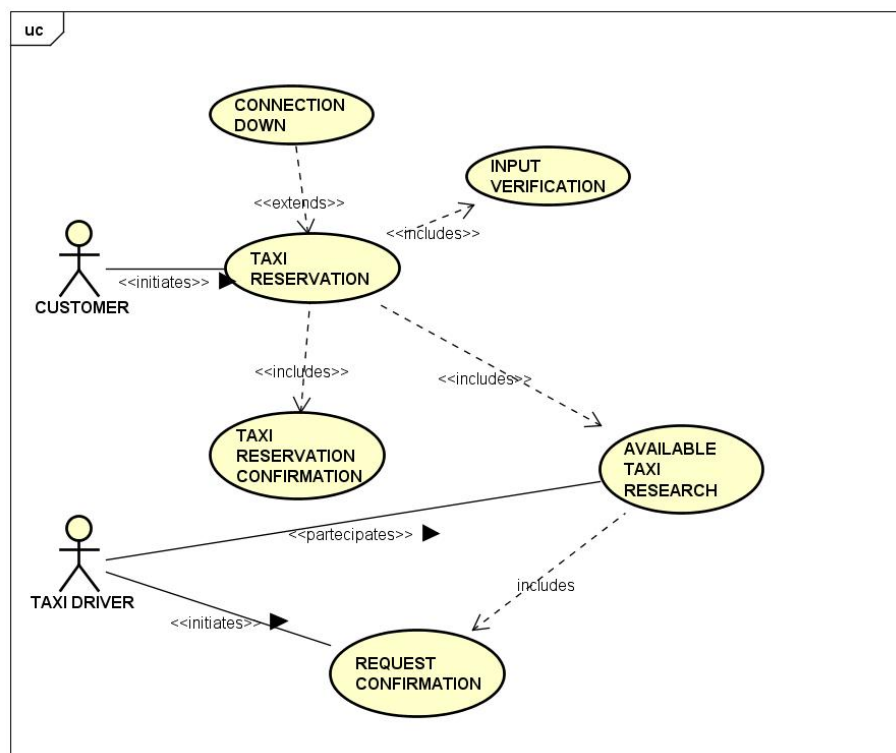 uc
CONNECTION
DOWN
INPUT
VERIFICATION
<<extends>>
<<includes>>
TAXI
RESERVATION
<<initiates>>
CUSTOMER
<<includes>>
<<includes>>
TAXI
RESERVATION
CONFIRMATION
AVAILABLE
TAXI
RESEARCH
<<partecipates>>
TAXI DRIVER
includes
<<initiates>>
REQUEST
CONFIRMATION